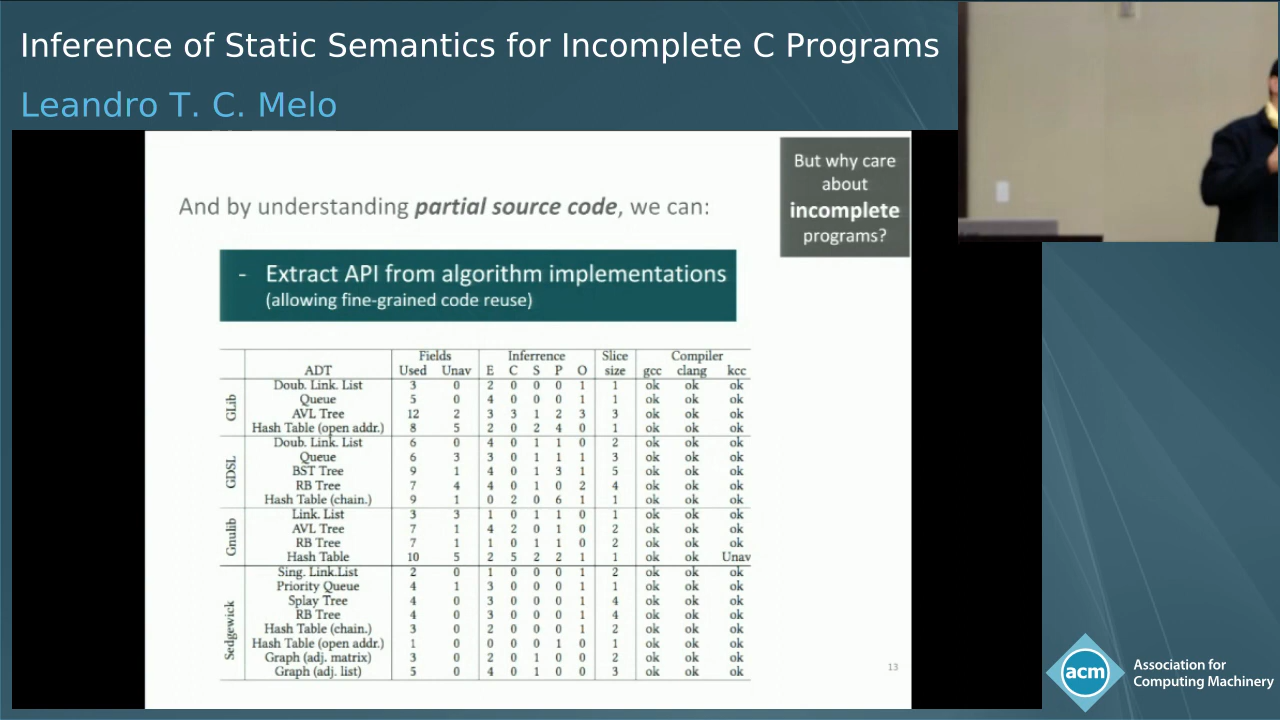 Inference of Static Semantics for Incomplete C Programs
Leandro T. C. Melo
But why care
about
incomplete
programs?
And by understanding partial source code, we can:
- Extract API from algorithm implementations
(allowing fine-grained code reuse)
Fields Inferrence Slice Compiler
ADT Used Unav E C S P O size gcc clang kcc
GLib
Doub. Link. List 3 0 2 0 0 0 1 1 ok ok ok
Queue 5 0 4 0 0 0 1 1 ok ok ok
AVL Tree 12 2 3 3 1 2 3 3 ok ok ok
Hash Table (open addr.) 8 5 2 0 2 4 0 1 ok ok ok
GDSL
Doub. Link. List 6 0 4 0 1 1 0 2 ok ok ok
Queue 6 3 3 0 1 1 1 3 ok ok ok
BST Tree 9 1 4 0 1 3 1 5 ok ok ok
RB Tree 7 4 4 0 1 0 2 4 ok ok ok
Hash Table (chain.) 9 1 0 2 0 6 1 1 ok ok ok
Gnulib
Link. List 3 3 1 0 1 1 0 1 ok ok ok
AVL Tree 7 1 4 2 0 1 0 2 ok ok ok
RB Tree 7 1 1 0 1 1 0 2 ok ok ok
Hash Table 10 5 2 5 2 2 1 1 ok ok Unav
Sedgewick
Sing. Link.List 2 0 1 0 0 0 1 2 ok ok ok
Priority Queue 4 1 3 0 0 0 1 1 ok ok ok
Splay Tree 4 0 3 0 0 0 1 4 ok ok ok
RB Tree 4 0 3 0 0 0 1 4 ok ok ok
Hash Table (chain.) 3 0 2 0 0 0 1 2 ok ok ok
Hash Table (open addr.) 1 0 0 0 0 1 0 1 ok ok ok
Graph (adj. matrix) 3 0 2 0 1 0 0 2 ok ok ok
Graph (adj. list) 5 0 4 0 1 0 0 3 ok ok ok
13
acm
Association for
Computing Machinery